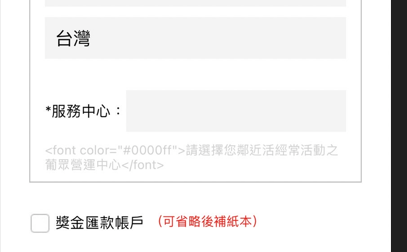 台灣
*服務中心：
<font color="#0000ff">請選擇您鄰近活經常活動之
葡眾營運中心</font>
獎金匯款帳戶 （可省略後補紙本）